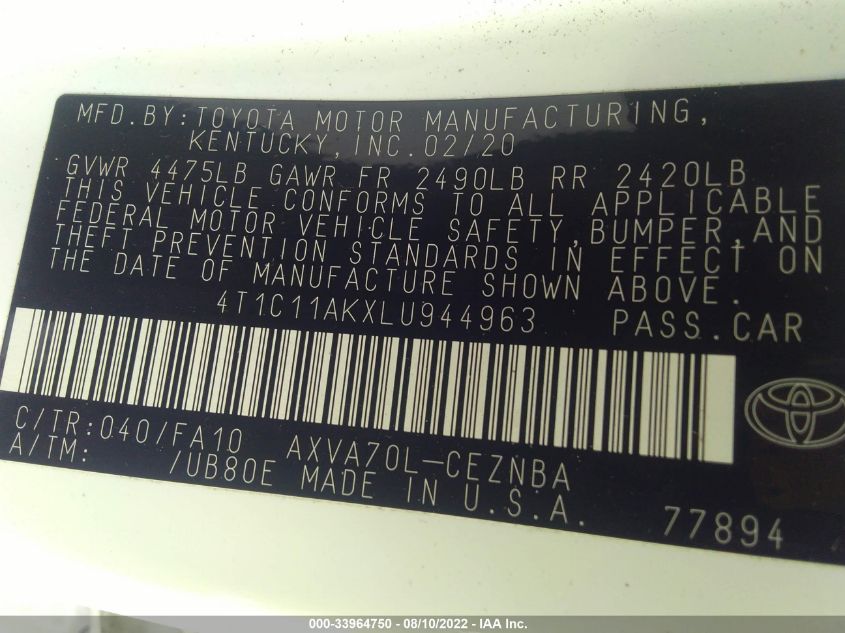 MFD.BY:TOYOTA MOTOR MANUFACTURING,
KENTUCKY,INC.02/20
GVWR 4475LB GAWR FR 2490LB RR 2420LB
THIS VEHICLE CONFORMS TO ALL APPLICABLE
FEDERAL MOTOR VEHICLE SAFETY,BUMPER,AND
THEFT PREVENTION STANDARDS IN EFFECT ON
THE DATE OF MANUFACTURE SHOWN ABOVE.
4T1C11AKXLU944963 PASS.CAR
C/TR:040/FA10 AXVA70L-CEZNBA
A/TM: /UB80E MADE IN U.S.A.
77894
000-33964750 - 08/10/2022 - IAA Inc.